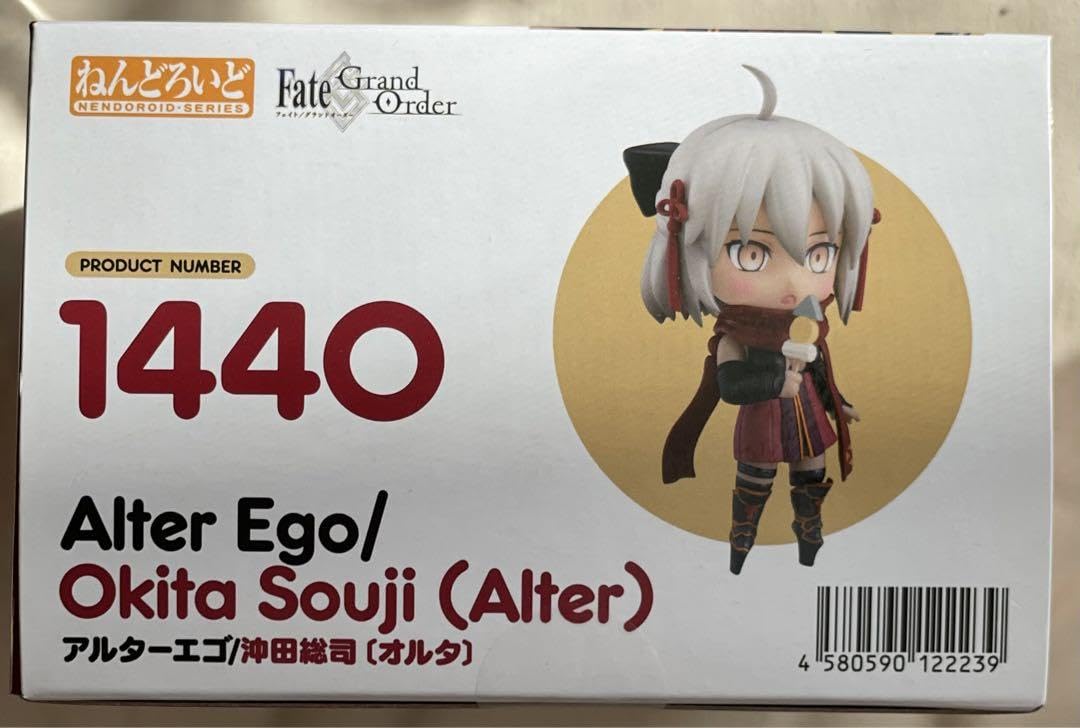 ねんどろいど
NENDOROID・SERIES
Fate Grand Order
フェイト/グランドオーダー
PRODUCT NUMBER
1440
Alter Ego/
Okita Souji (Alter)
アルターエゴ/沖田総司〔オルタ〕
4 580590 122239